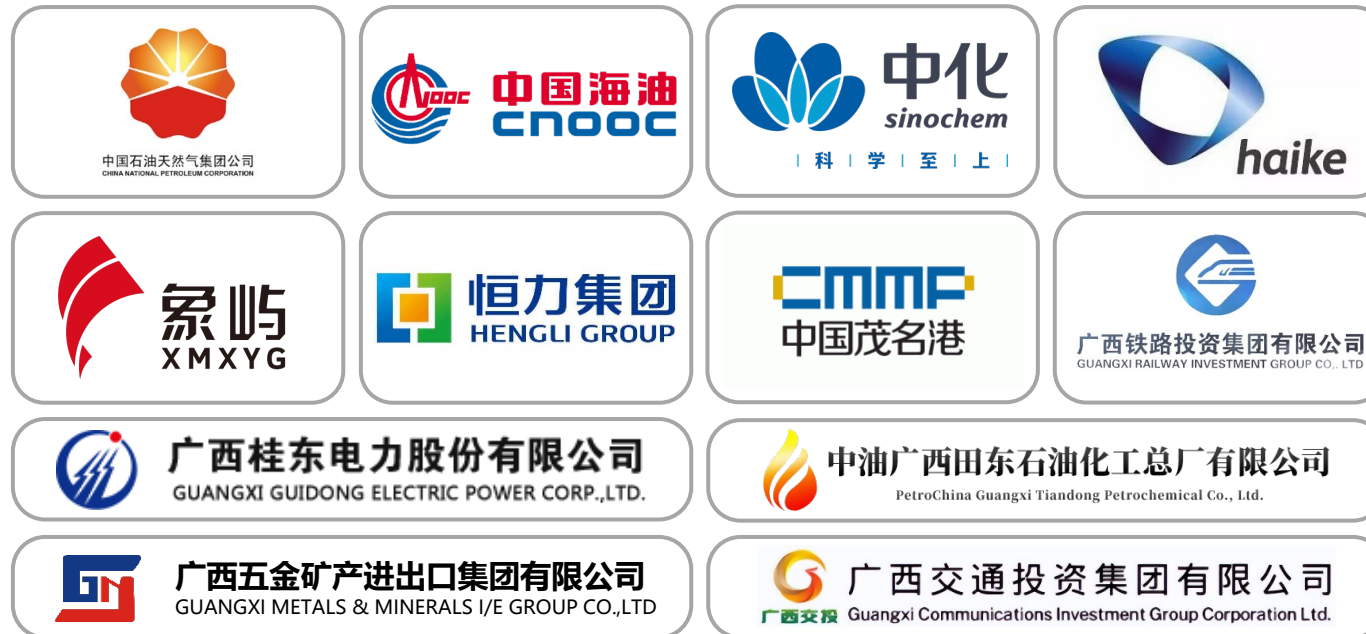 中国石油天然气集团公司
CHINA NATIONAL PETROLEUM CORPORATION
CNOOC
中国海油
CNOOC
中化
sinochem
科 | 学 | 至 | 上
haike
象屿
XMXYG
恒力集团
HENGLI GROUP
CMMP
中国茂名港
广西铁路投资集团有限公司
GUANGXI RAILWAY INVESTMENT GROUP CO,. LTD
广西桂东电力股份有限公司
GUANGXI GUIDONG ELECTRIC POWER CORP.,LTD.
中油广西田东石油化工总厂有限公司
PetroChina Guangxi Tiandong Petrochemical Co., Ltd.
GM
广西五金矿产进出口集团有限公司
GUANGXI METALS & MINERALS I/E GROUP CO.,LTD
广西交投
广西交通投资集团有限公司
Guangxi Communications Investment Group Corporation Ltd.